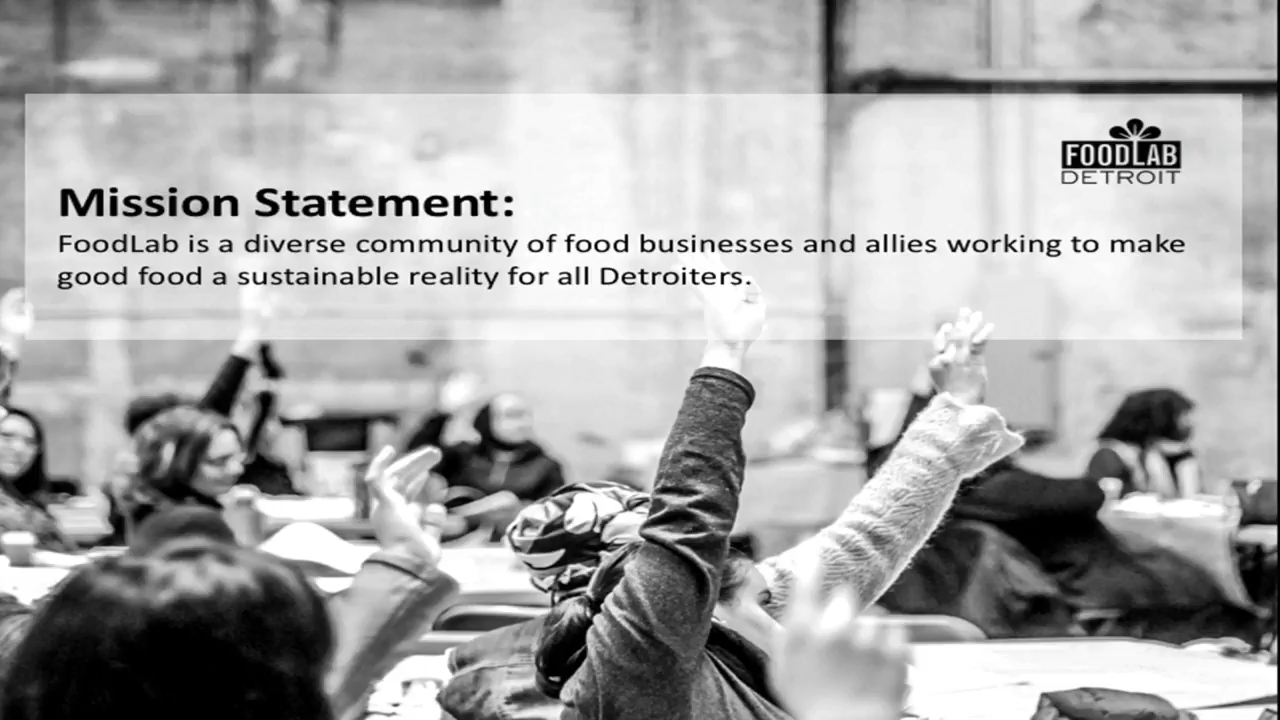 FOODLAB
DETROIT
Mission Statement:
FoodLab is a diverse community of food businesses and allies working to make
good food a sustainable reality for all Detroiters.